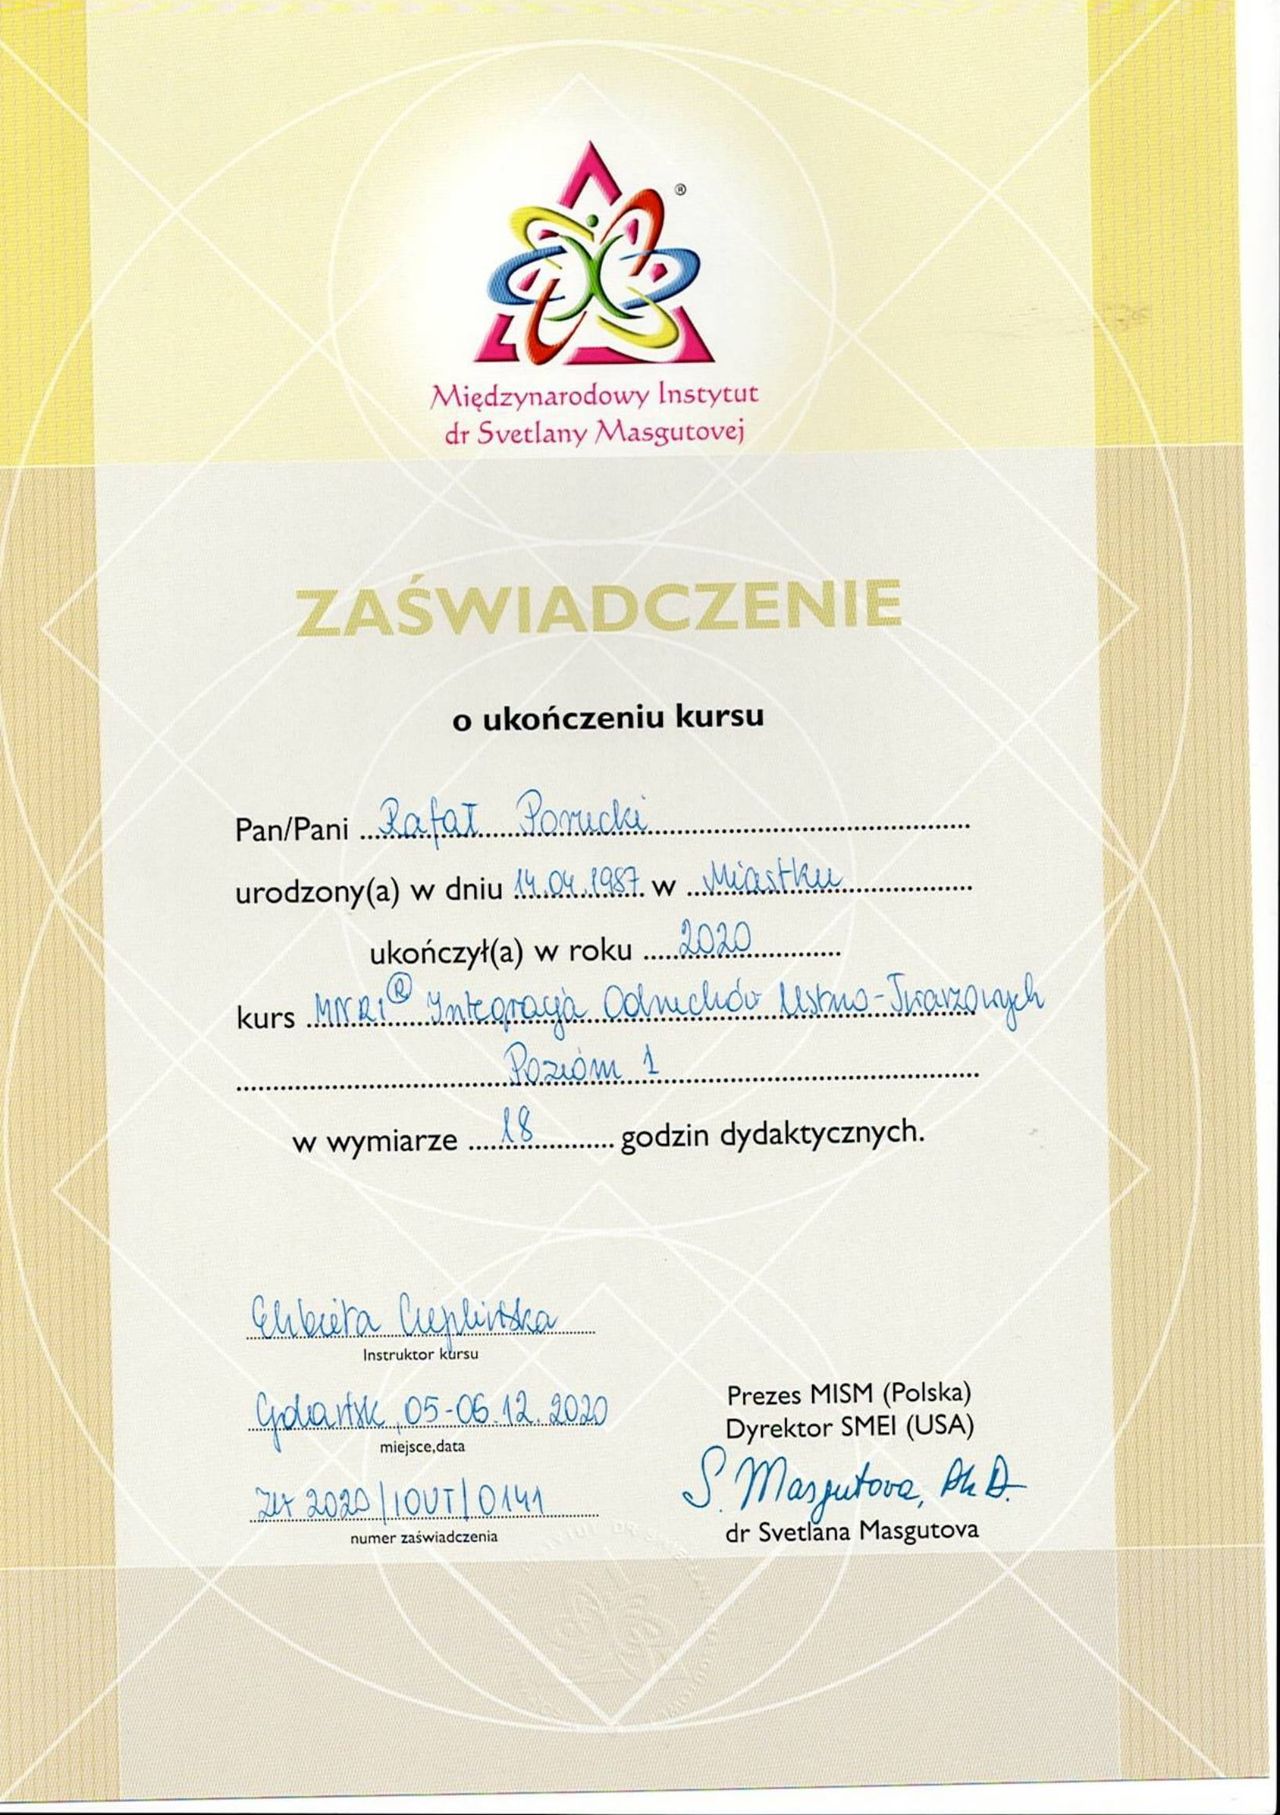 ®
Międzynarodowy Instytut
dr Svetlany Masgutovej
ZAŚWIADCZENIE
o ukończeniu kursu
Pan/Pani Rafał Porucki
urodzony(a) w dniu 14.04.1987 w Miastku
ukończył(a) w roku 2020
kurs MNRI® Integracja Odruchów Ustno-Twarzowych
Poziom 1
w wymiarze 18 godzin dydaktycznych.
Elżbieta Cieplińska
Instruktor kursu
Gdańsk, 05-06.12.2020
miejsce,data
2020/IOUT/0141
numer zaświadczenia
Prezes MISM (Polska)
Dyrektor SMEI (USA)
S. Masgutova, Ph.D.
dr Svetlana Masgutova